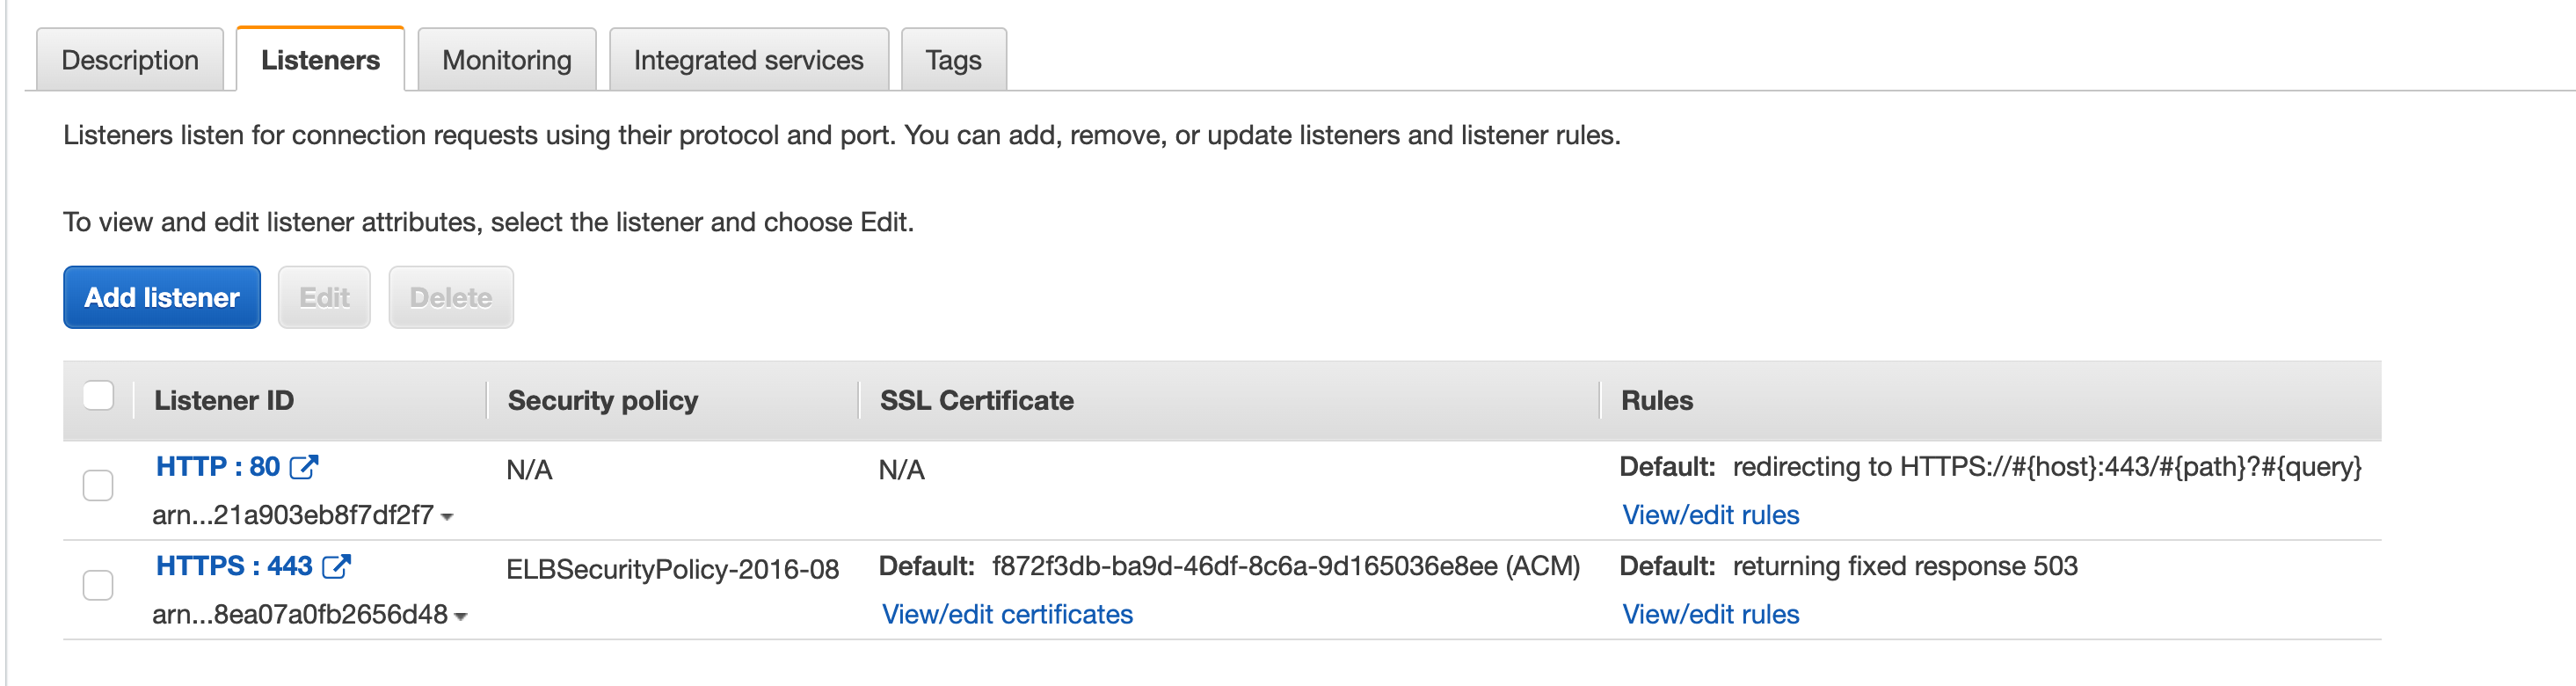 Description Listeners Monitoring Integrated services Tags
Listeners listen for connection requests using their protocol and port. You can add, remove, or update listeners and listener rules.
To view and edit listener attributes, select the listener and choose Edit.
Add listener Edit Delete
Listener ID Security policy SSL Certificate Rules
HTTP : 80 N/A N/A Default: redirecting to HTTPS://#{host}:443/#{path}?#{query}
arn...21a903eb8f7df2f7 View/edit rules
HTTPS : 443 ELBSecurityPolicy-2016-08 Default: f872f3db-ba9d-46df-8c6a-9d165036e8ee (ACM) Default: returning fixed response 503
arn...8ea07a0fb2656d48 View/edit certificates View/edit rules